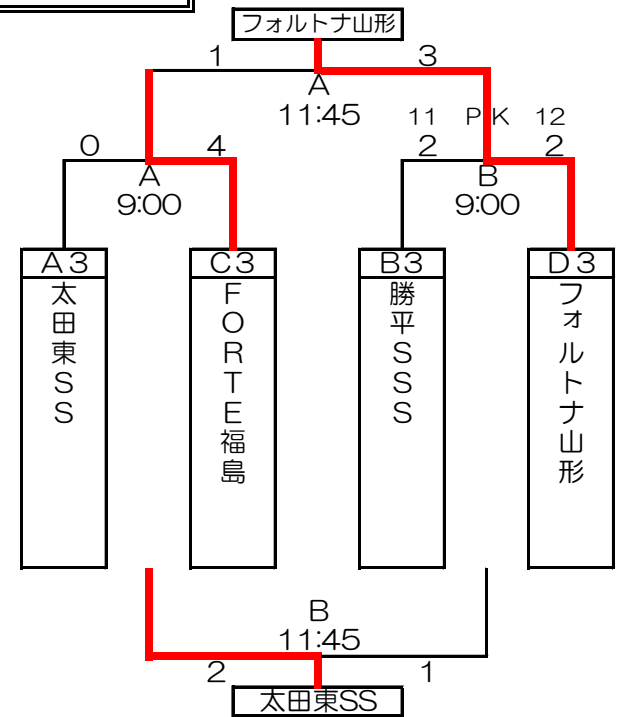 フォルトナ山形
1 3
A
11:45
11 PK 12
0 4 2 2
A B
9:00 9:00
A3 C3 B3 D3
太田東SS
FORTE福島
勝平SSS
フォルトナ山形
B
11:45
2 1
太田東SS